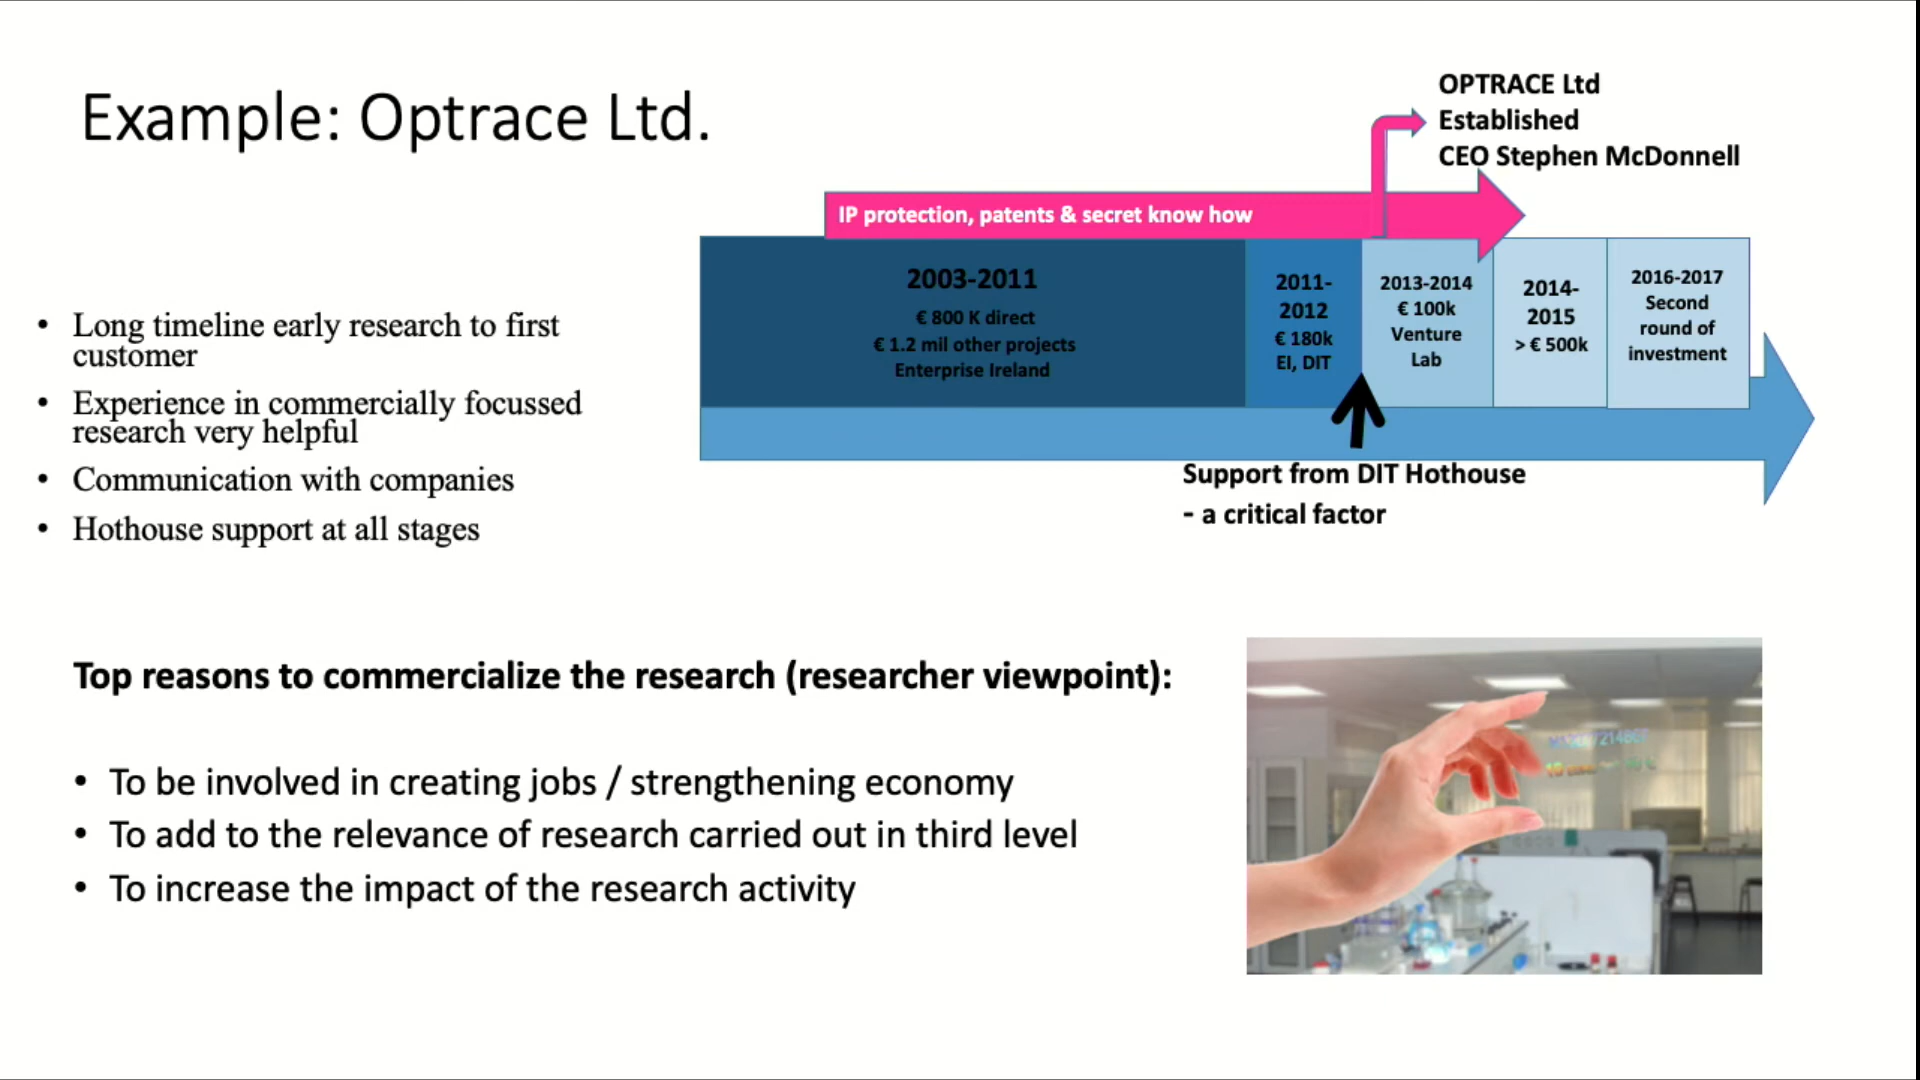 Example: Optrace Ltd.
OPTRACE Ltd
Established
CEO Stephen McDonnell
IP protection, patents & secret know how
2003-2011
€ 800 K direct
€ 1.2 mil other projects
Enterprise Ireland
2011-
2012
€ 180k
EI, DIT
2013-2014
€ 100k
Venture
Lab
2014-
2015
> € 500k
2016-2017
Second
round of
investment
Support from DIT Hothouse
- a critical factor
• Long timeline early research to first
customer
• Experience in commercially focussed
research very helpful
• Communication with companies
• Hothouse support at all stages
Top reasons to commercialize the research (researcher viewpoint):
• To be involved in creating jobs / strengthening economy
• To add to the relevance of research carried out in third level
• To increase the impact of the research activity